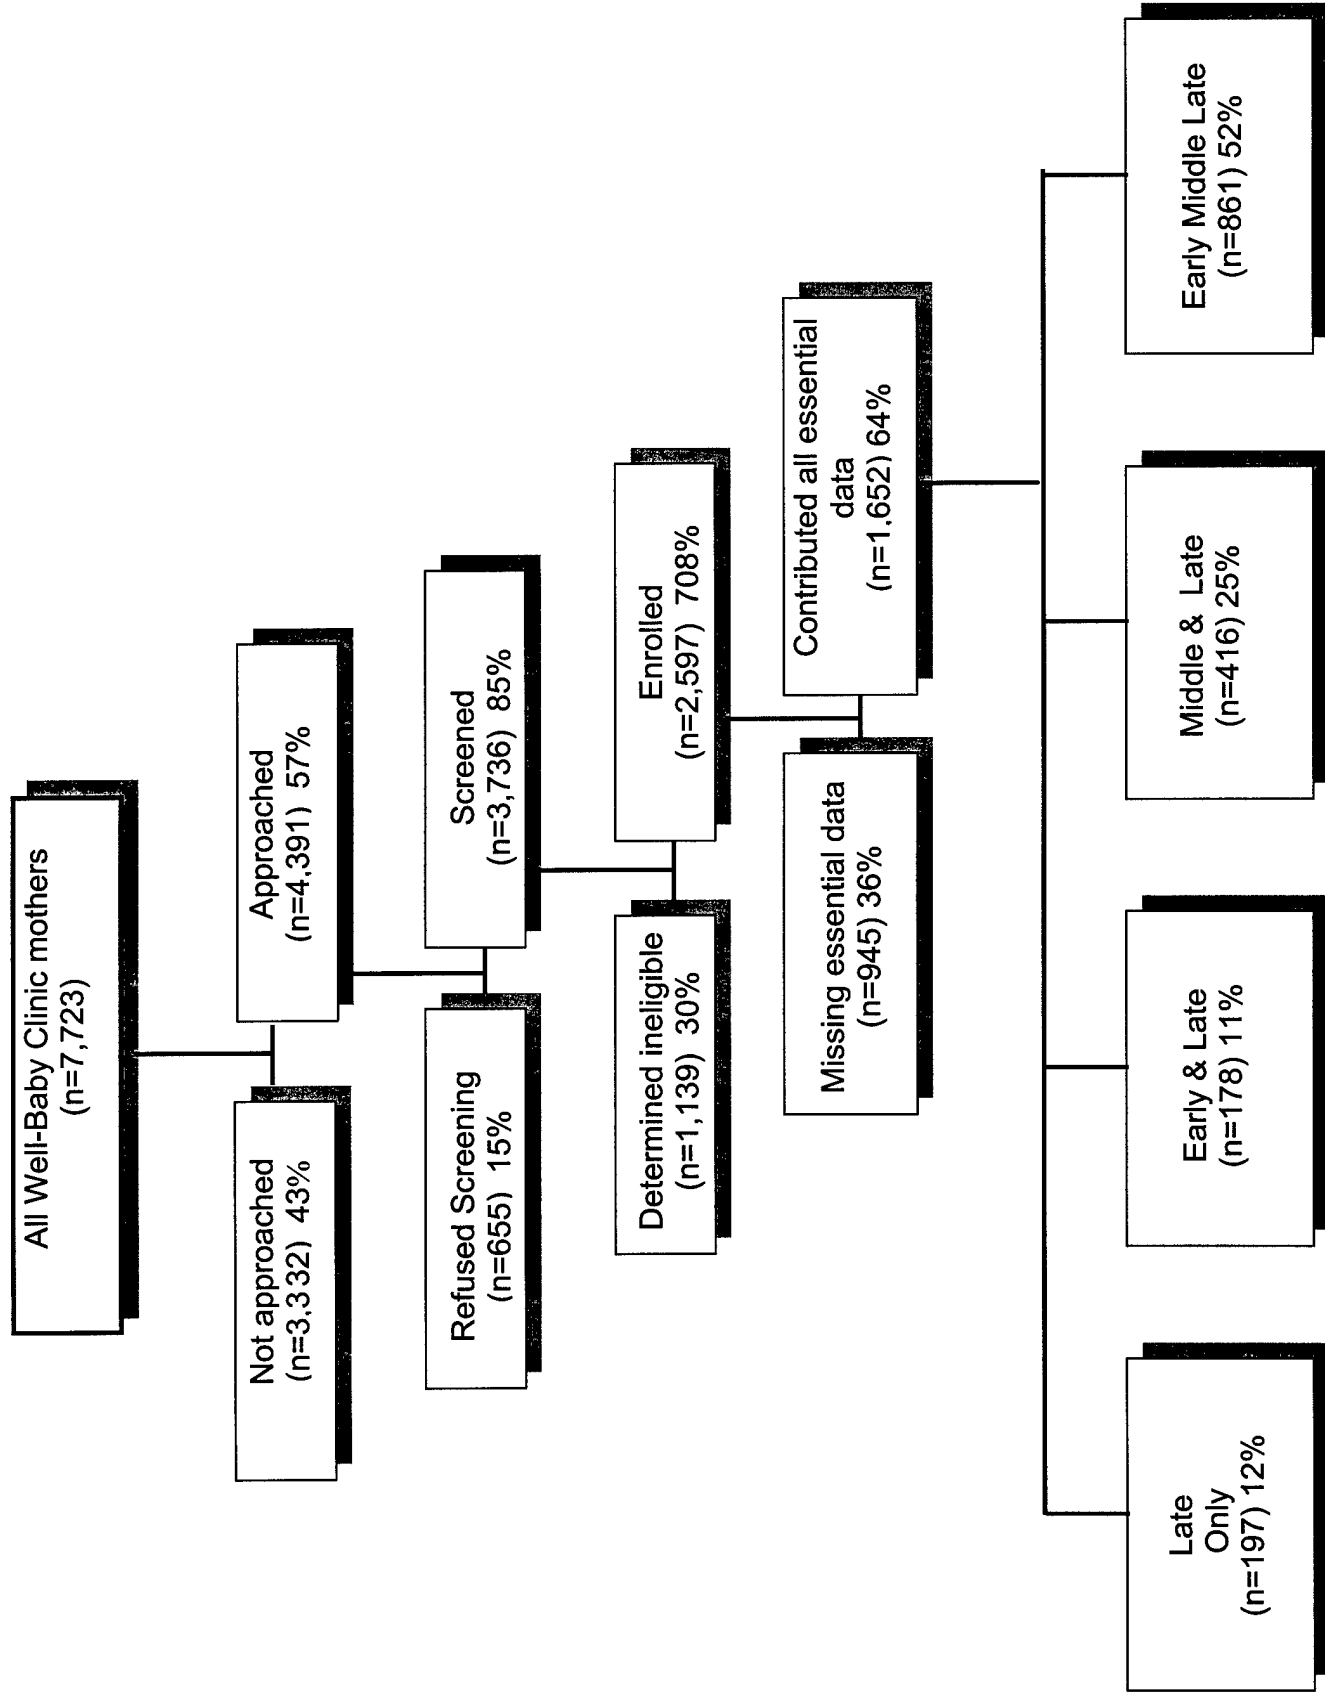 All Well-Baby Clinic mothers
(n=7,723)
Not approached
(n=3,332) 43%
Approached
(n=4,391) 57%
Refused Screening
(n=655) 15%
Screened
(n=3,736) 85%
Determined ineligible
(n=1,139) 30%
Enrolled
(n=2,597) 708%
Missing essential data
(n=945) 36%
Contributed all essential
data
(n=1,652) 64%
Late
Only
(n=197) 12%
Early & Late
(n=178) 11%
Middle & Late
(n=416) 25%
Early Middle Late
(n=861) 52%